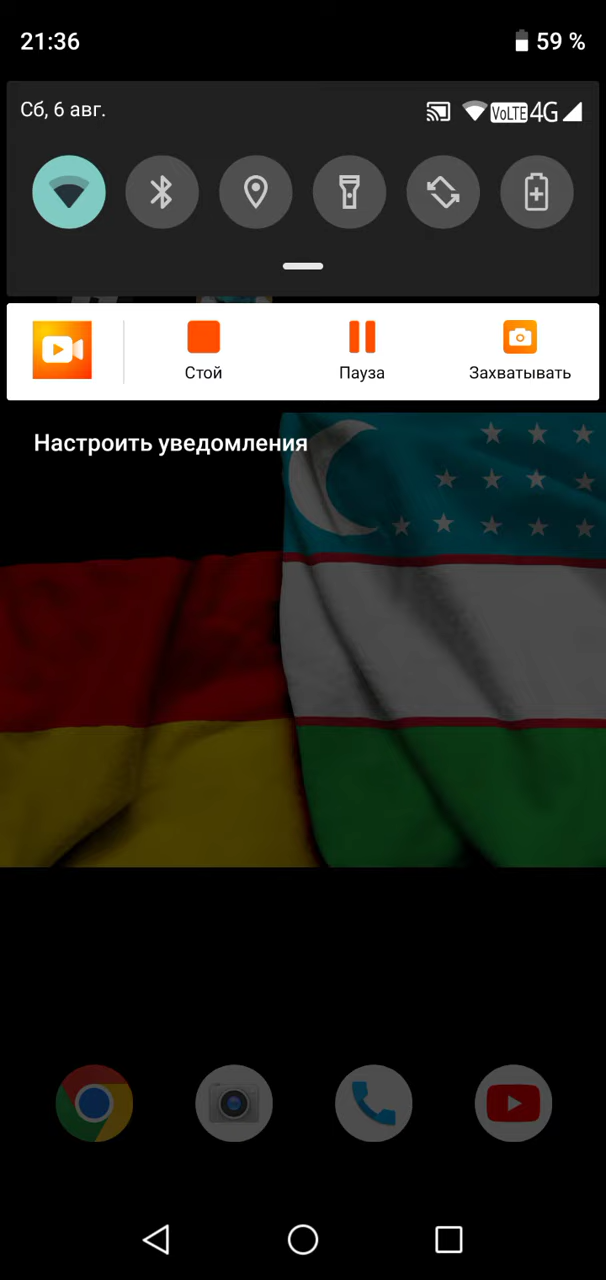 21:36
59 %
Сб, 6 авг.
VoLTE 4G
Стой
Пауза
Захватывать
Настроить уведомления